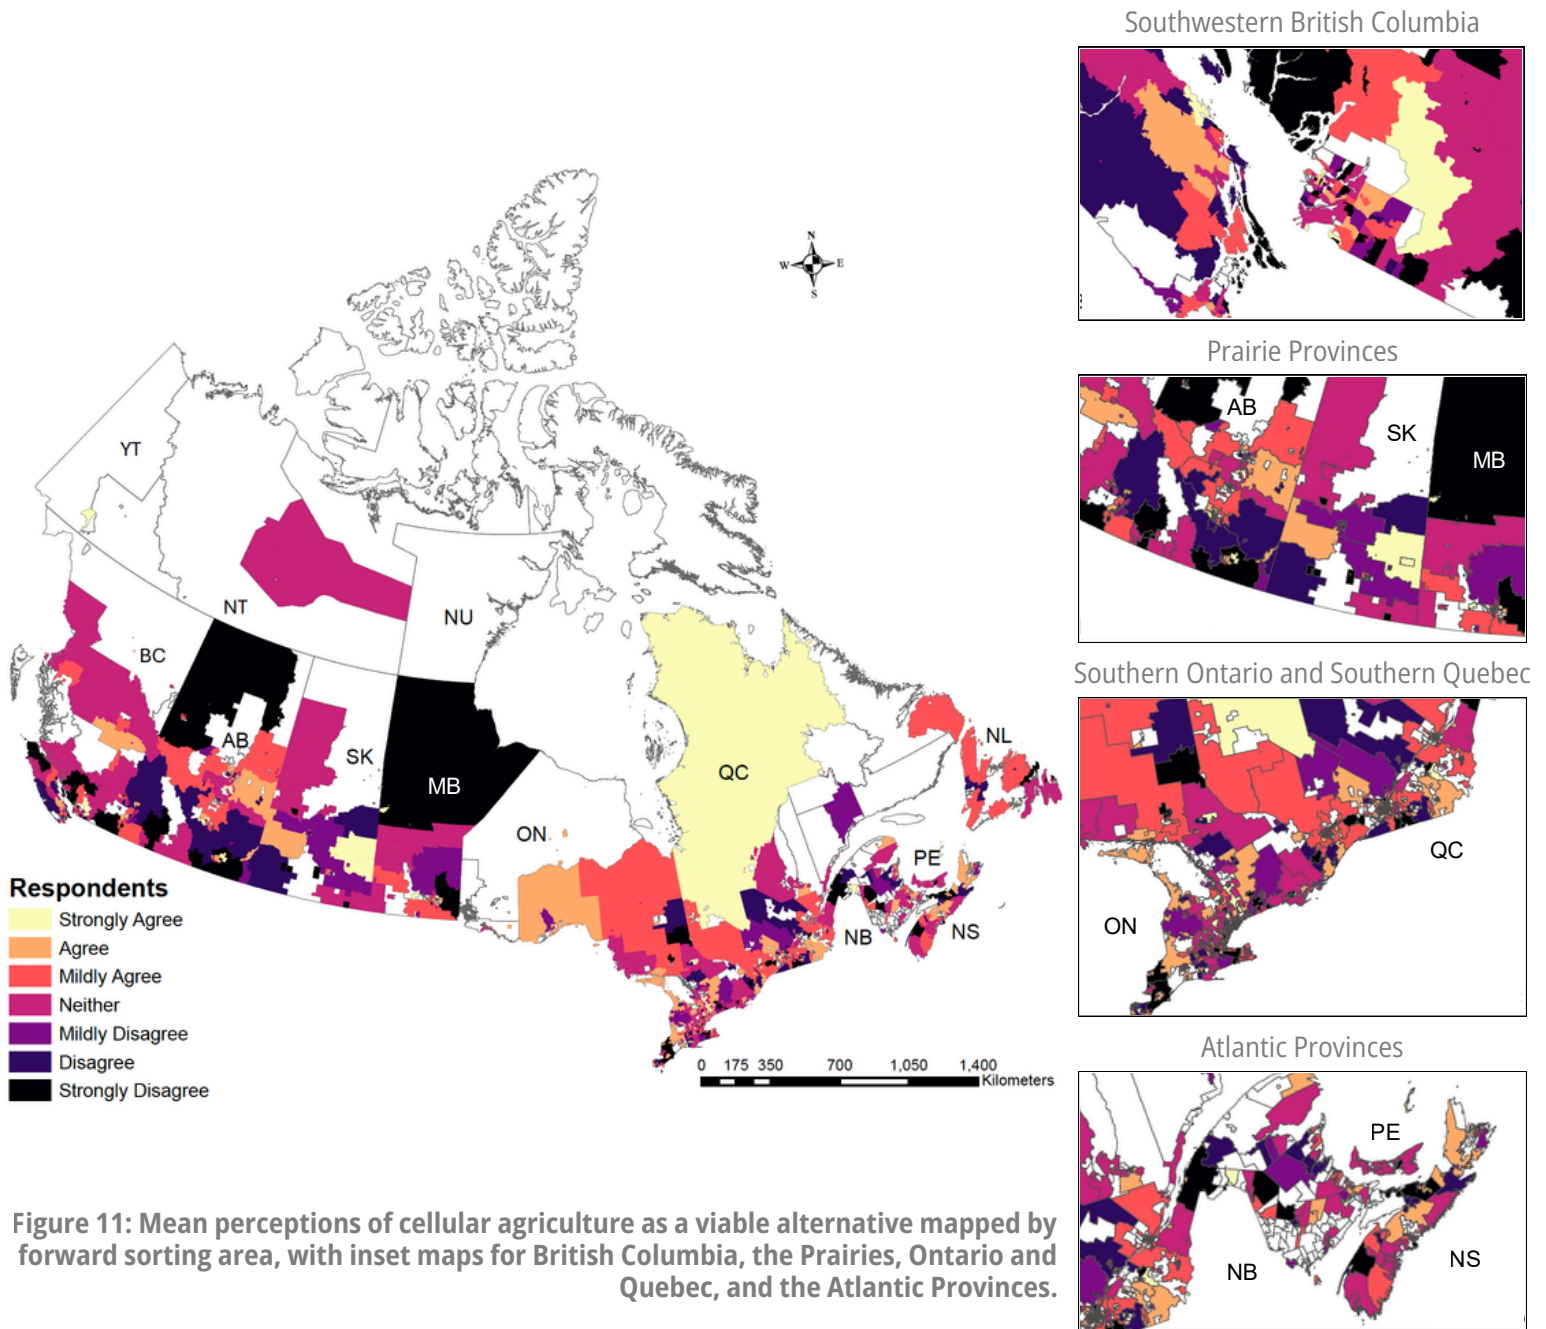 Southwestern British Columbia
N
W E
S
YT
NT
NU
BC
AB
SK
MB
ON
QC
NL
PE
NB
NS
Respondents
Strongly Agree
Agree
Mildly Agree
Neither
Mildly Disagree
Disagree
Strongly Disagree
0 175 350 700 1,050 1,400
Kilometers
Prairie Provinces
AB
SK
MB
Southern Ontario and Southern Quebec
QC
ON
Atlantic Provinces
PE
NB
NS
Figure 11: Mean perceptions of cellular agriculture as a viable alternative mapped by
forward sorting area, with inset maps for British Columbia, the Prairies, Ontario and
Quebec, and the Atlantic Provinces.